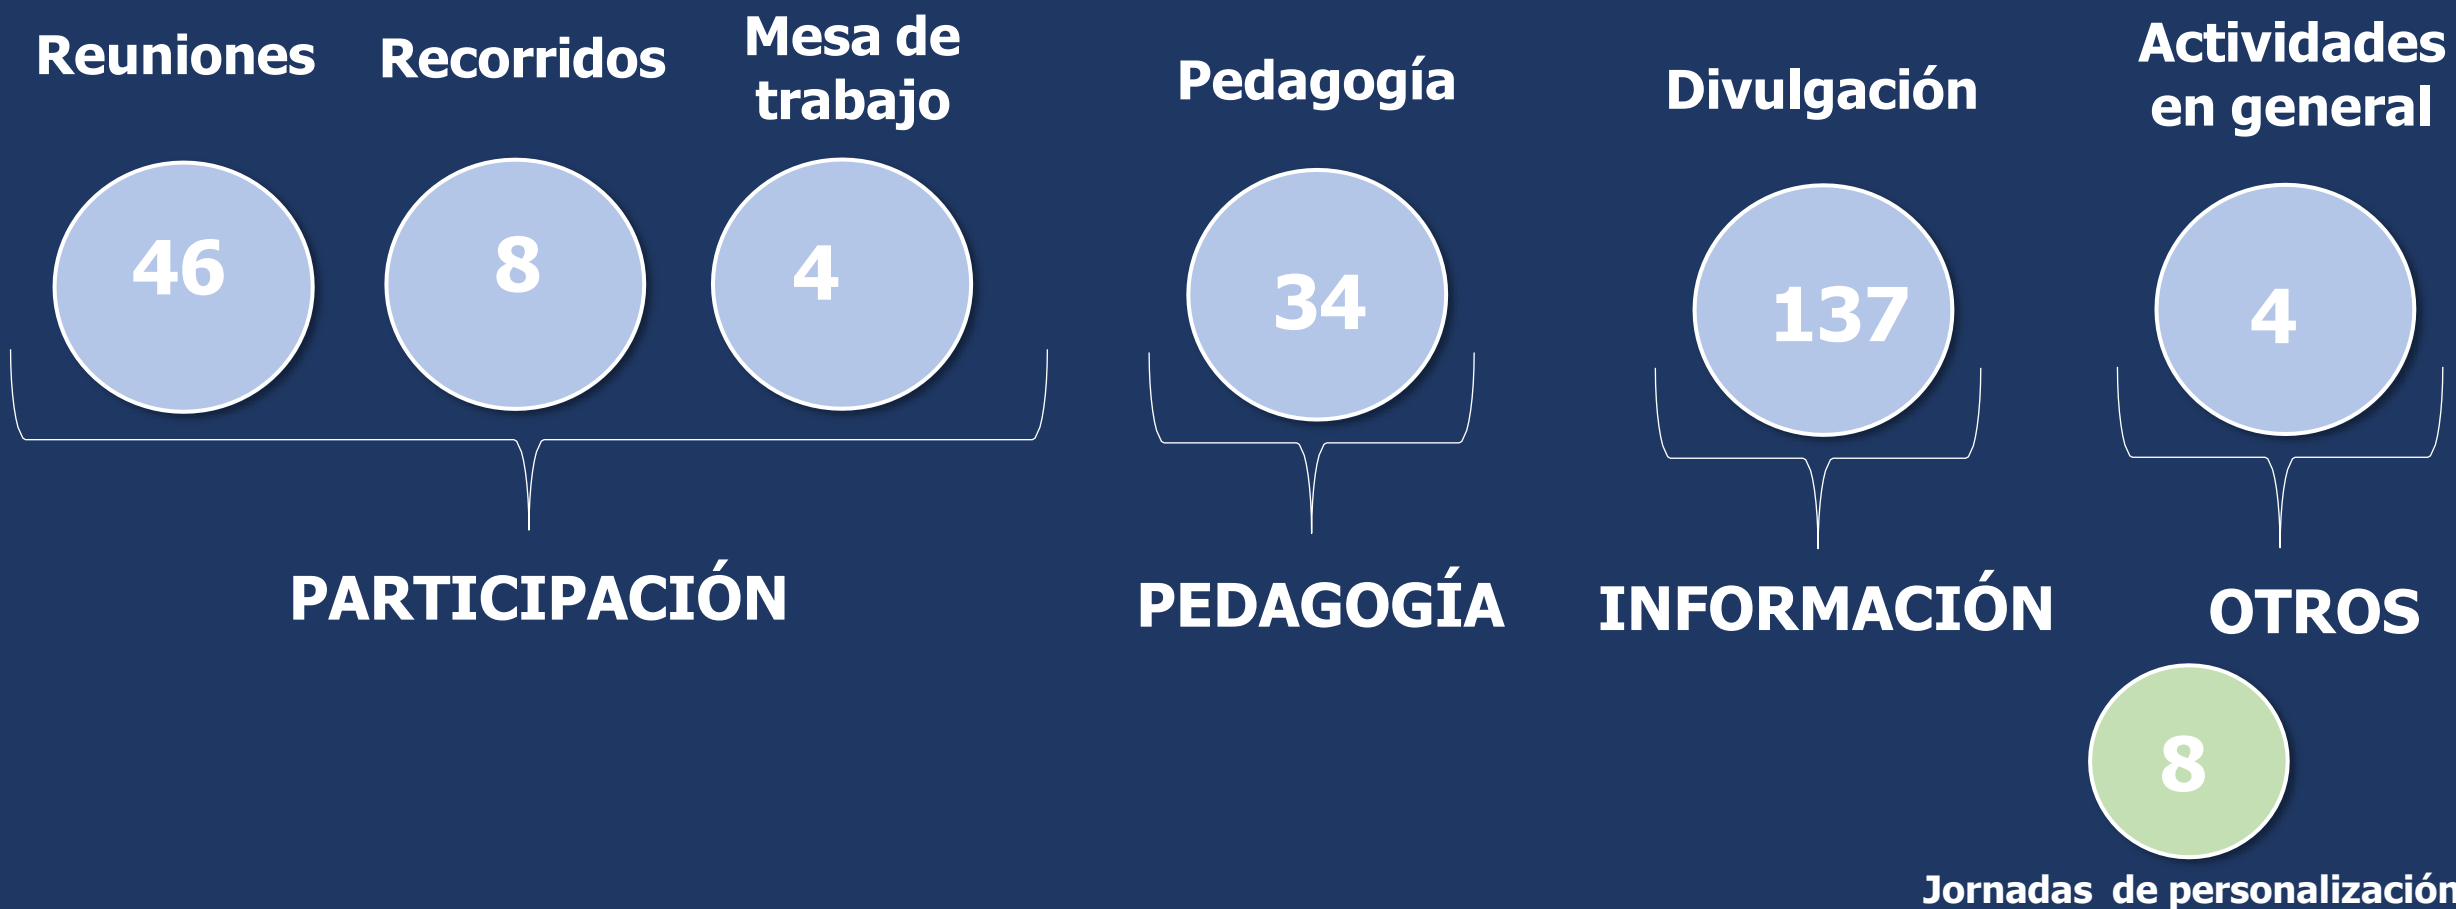 Reuniones
Recorridos
Mesa de
trabajo
Pedagogía
Divulgación
Actividades
en general
46
8
4
34
137
4
PARTICIPACIÓN
PEDAGOGÍA
INFORMACIÓN
OTROS
8
Jornadas de personalización